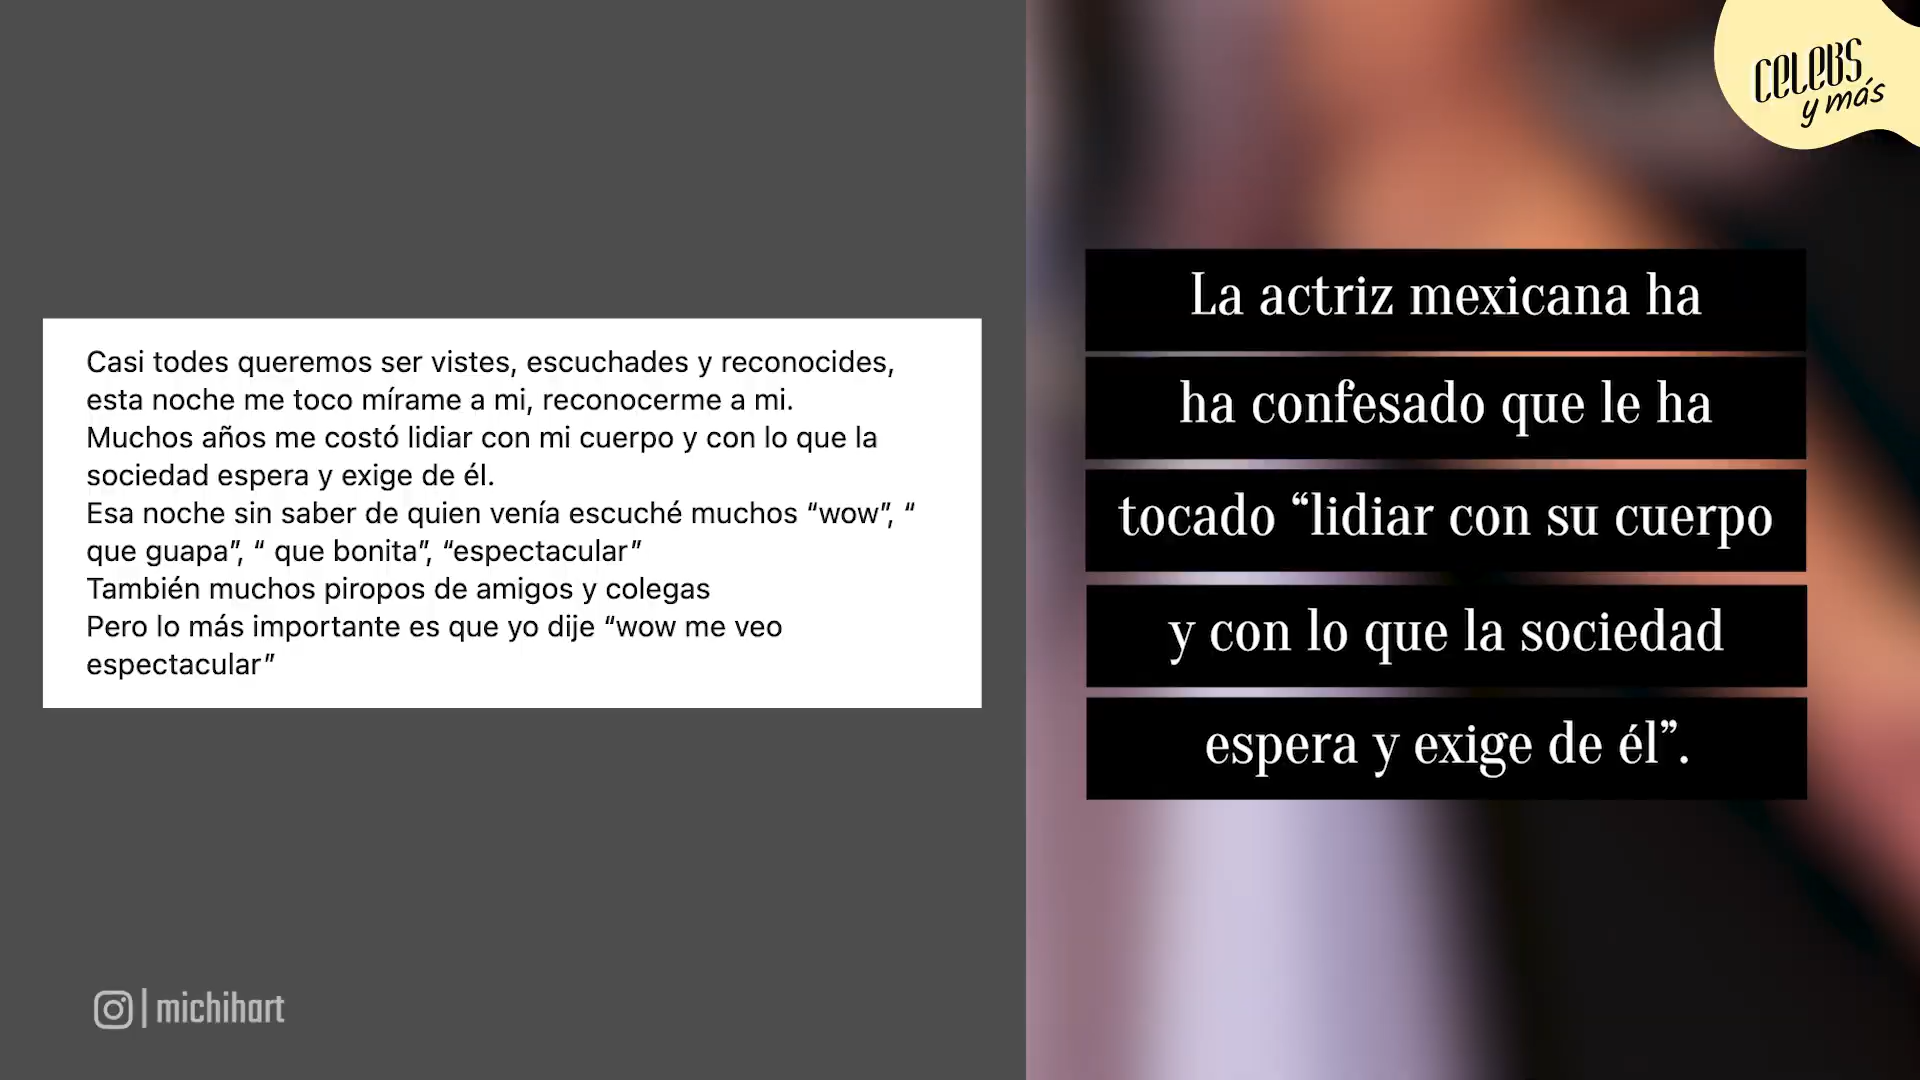 Casi todes queremos ser vistes, escuchades y reconocides,
esta noche me toco mírame a mi, reconocerme a mi.
Muchos años me costó lidiar con mi cuerpo y con lo que la
sociedad espera y exige de él.
Esa noche sin saber de quien venía escuché muchos “wow”, “
que guapa”, “ que bonita”, “espectacular”
También muchos piropos de amigos y colegas
Pero lo más importante es que yo dije “wow me veo
espectacular”
michihart
CELEBS
y más
La actriz mexicana ha
ha confesado que le ha
tocado “lidiar con su cuerpo
y con lo que la sociedad
espera y exige de él”.